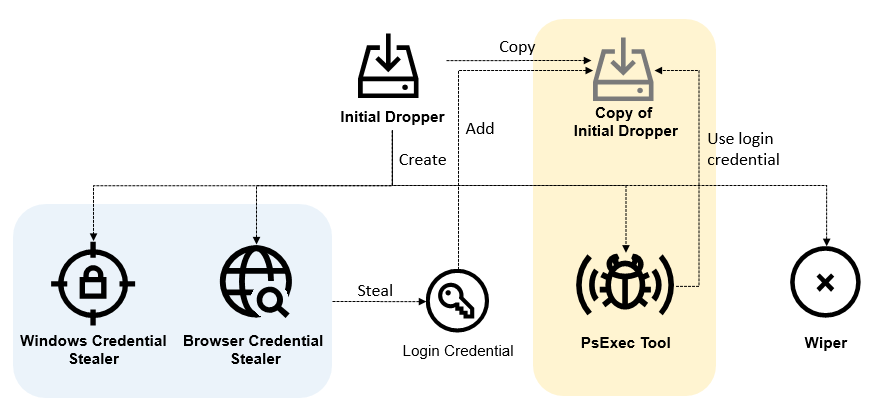 Copy
Initial Dropper
Copy of
Initial Dropper
Add
Use login
credential
Create
Steal
Windows Credential
Stealer
Browser Credential
Stealer
Login Credential
PsExec Tool
Wiper